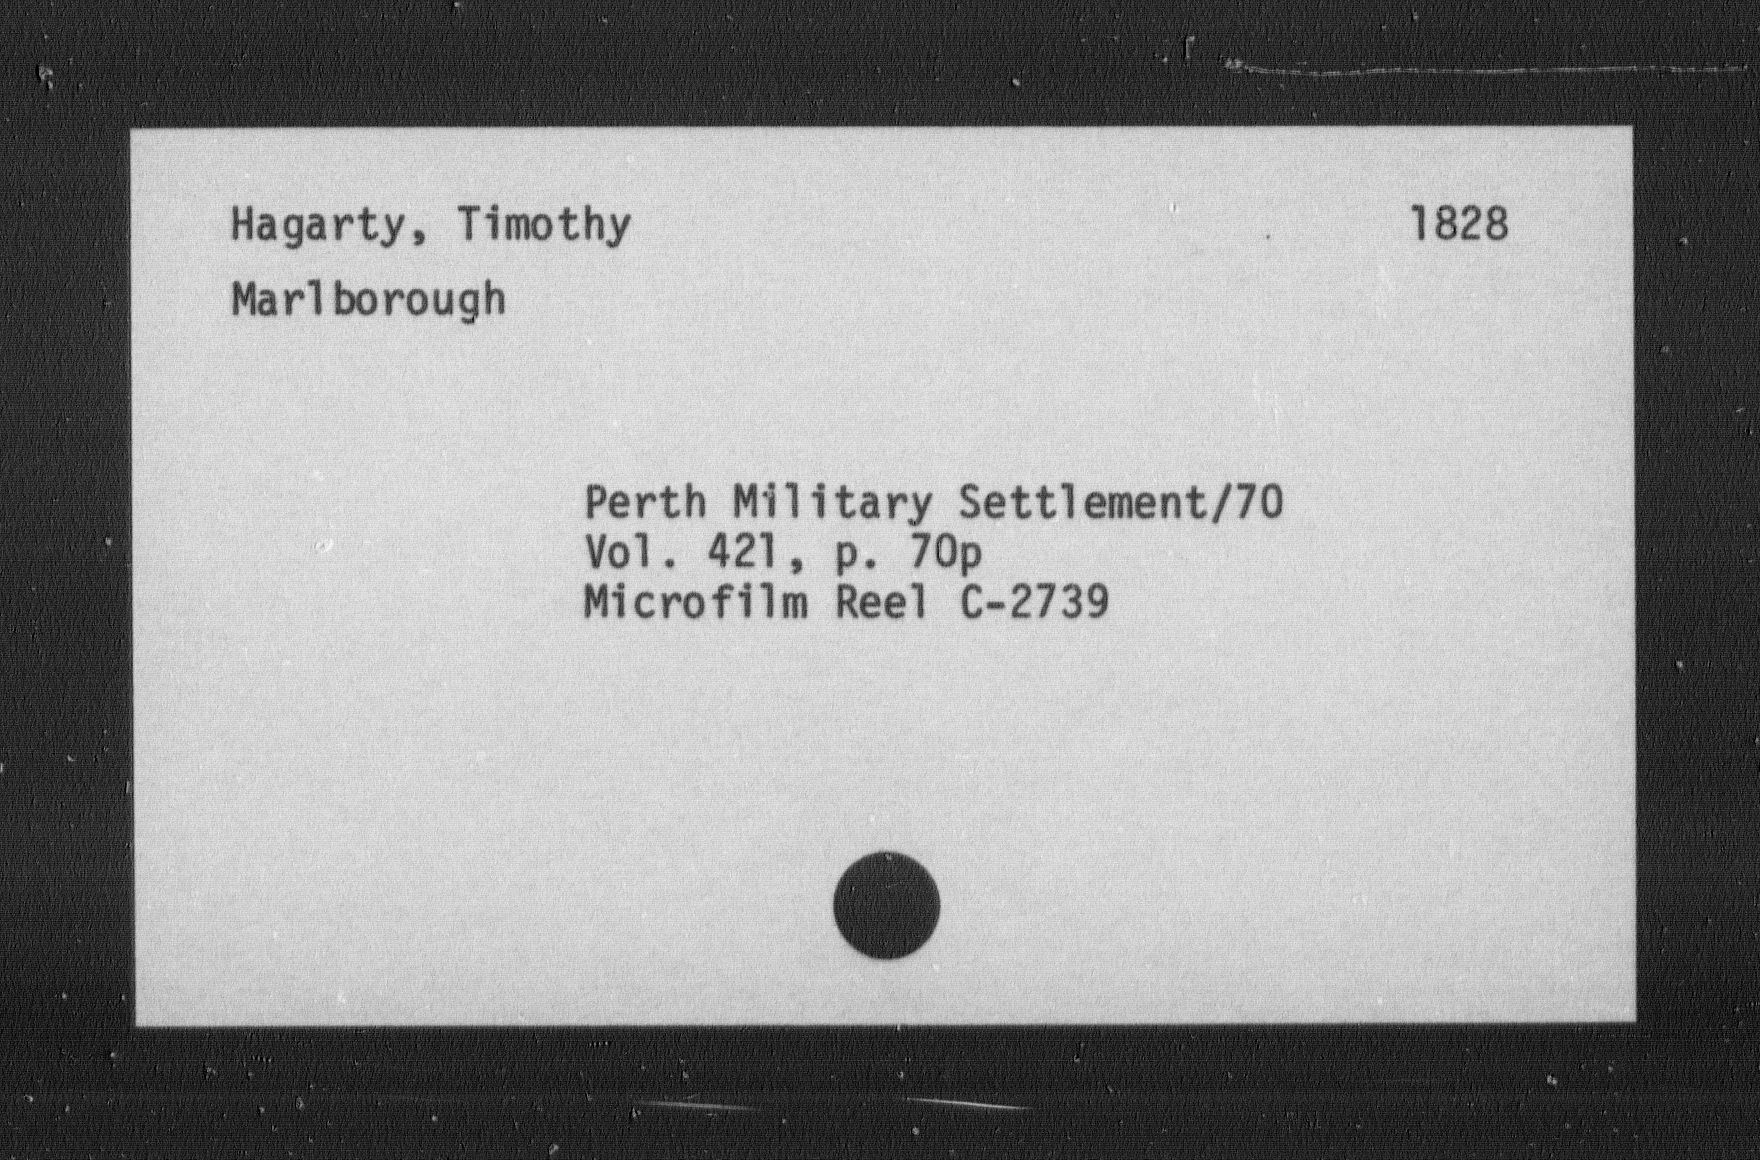 Hagarty, Timothy 1828
Marlborough
Perth Military Settlement/70
Vol. 421, p. 70p
Microfilm Reel C-2739